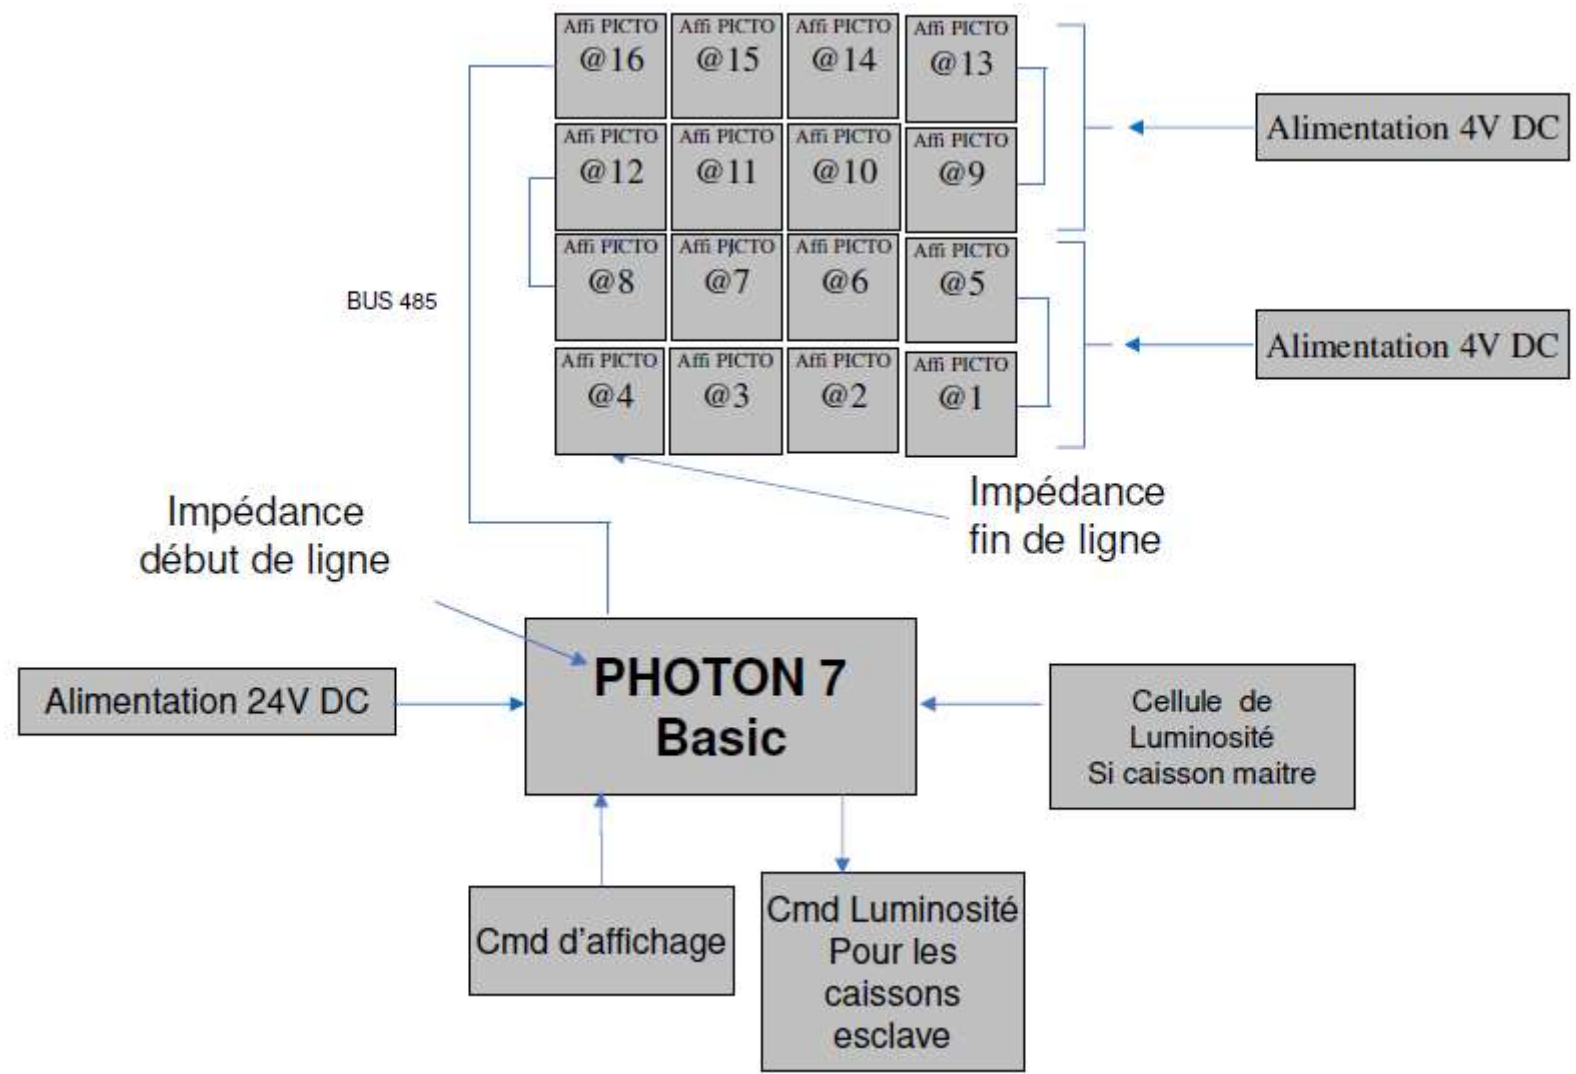 Affi PICTO Affi PICTO Affi PICTO Affi PICTO
@16 @15 @14 @13
Affi PICTO Affi PICTO Affi PICTO Affi PICTO
@12 @11 @10 @9
Affi PICTO Affi PICTO Affi PICTO Affi PICTO
@8 @7 @6 @5
Affi PICTO Affi PICTO Affi PICTO Affi PICTO
@4 @3 @2 @1
Alimentation 4V DC
Alimentation 4V DC
BUS 485
Impédance
fin de ligne
Impédance
début de ligne
PHOTON 7
Basic
Alimentation 24V DC
Cellule de
Luminosité
Si caisson maitre
Cmd d'affichage
Cmd Luminosité
Pour les
caissons
esclave